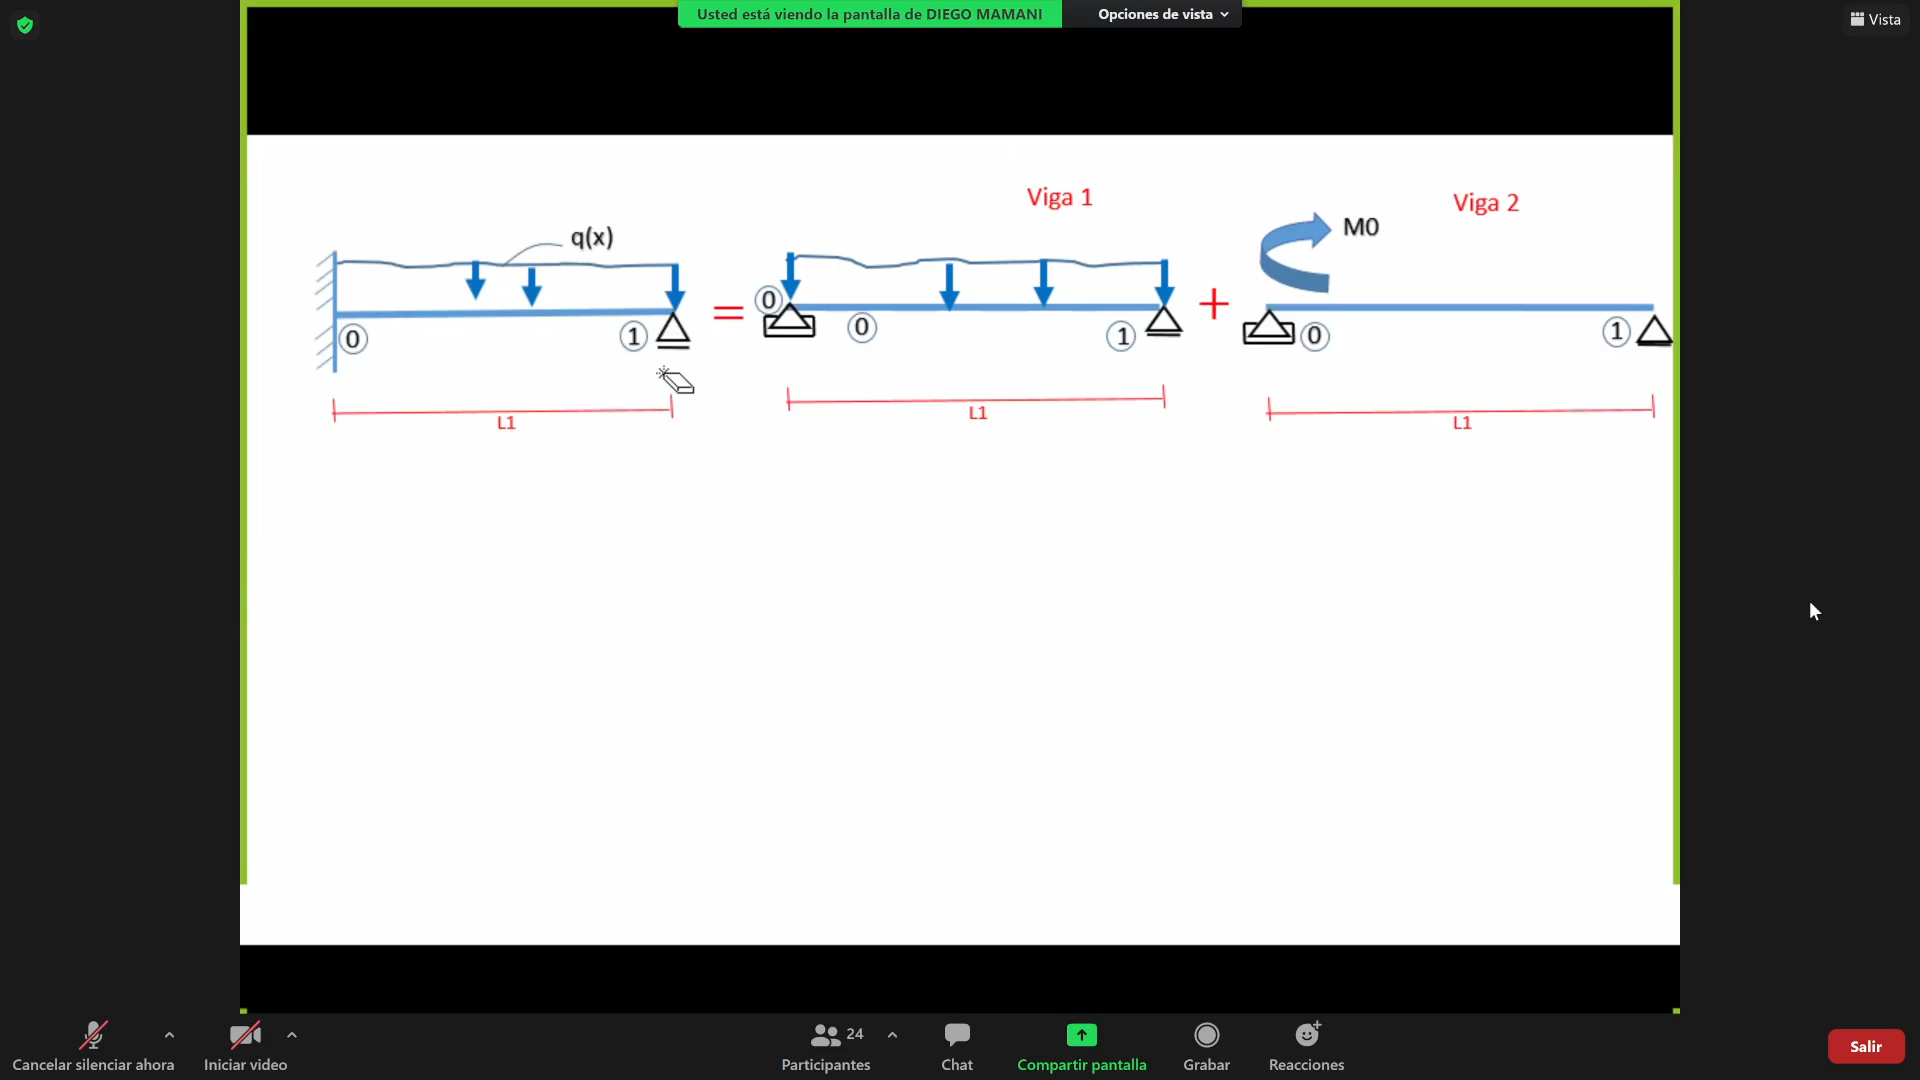 Usted está viendo la pantalla de DIEGO MAMANI
Opciones de vista
Vista
Viga 1
Viga 2
q(x)
M0
0
1
=
0
0
1
+
0
1
L1
L1
L1
Cancelar silenciar ahora
Iniciar video
24
Participantes
Chat
Compartir pantalla
Grabar
Reacciones
Salir